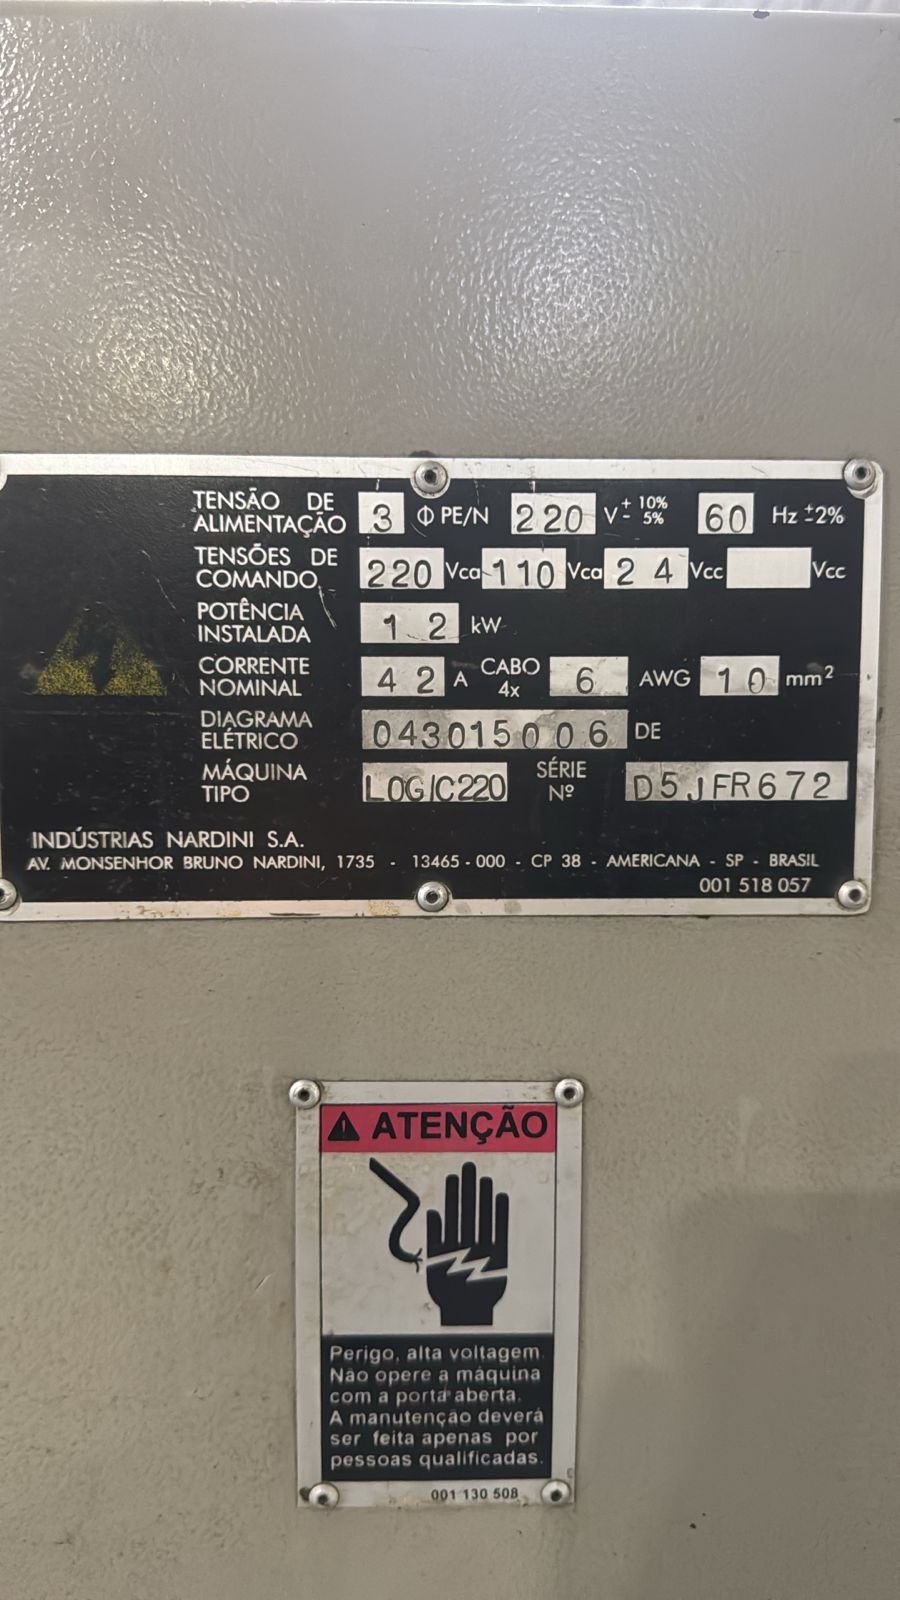 TENSÃO DE ALIMENTAÇÃO 3 Φ PE/N 220 V + 10% - 5% 60 Hz ±2%
TENSÕES DE COMANDO 220 Vca 110 Vca 24 Vcc Vcc
POTÊNCIA INSTALADA 12 kW
CORRENTE NOMINAL 42 A CABO 4x 6 AWG 10 mm²
DIAGRAMA ELÉTRICO 043015006 DE
MÁQUINA TIPO LOGIC220 SÉRIE Nº D5JFR672
INDÚSTRIAS NARDINI S.A.
AV. MONSENHOR BRUNO NARDINI, 1735 - 13465-000 - CP 38 - AMERICANA - SP - BRASIL
001 518 057
ATENÇÃO
Perigo, alta voltagem.
Não opere a máquina
com a porta aberta.
A manutenção deverá
ser feita apenas por
pessoas qualificadas.
001 130 508